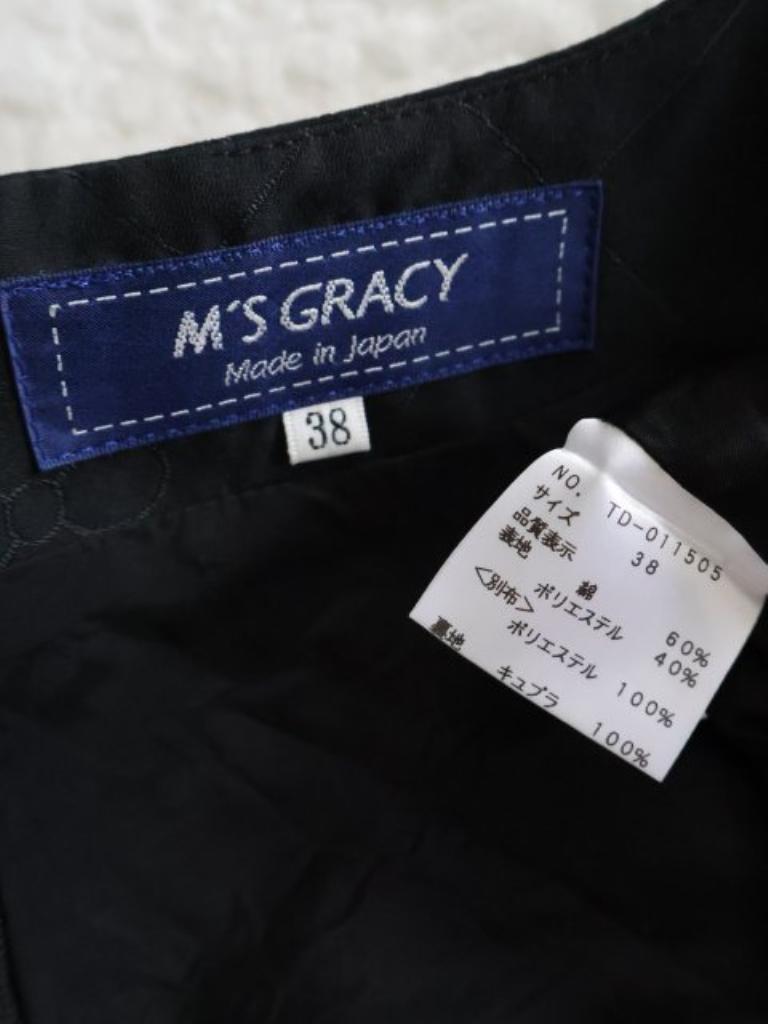 M'S GRACY
Made in Japan
38
NO. TD-011505
サイズ 38
品質表示
表地
綿 60%
ポリエステル 40%
<別布>
ポリエステル 100%
裏地
キュプラ 100%